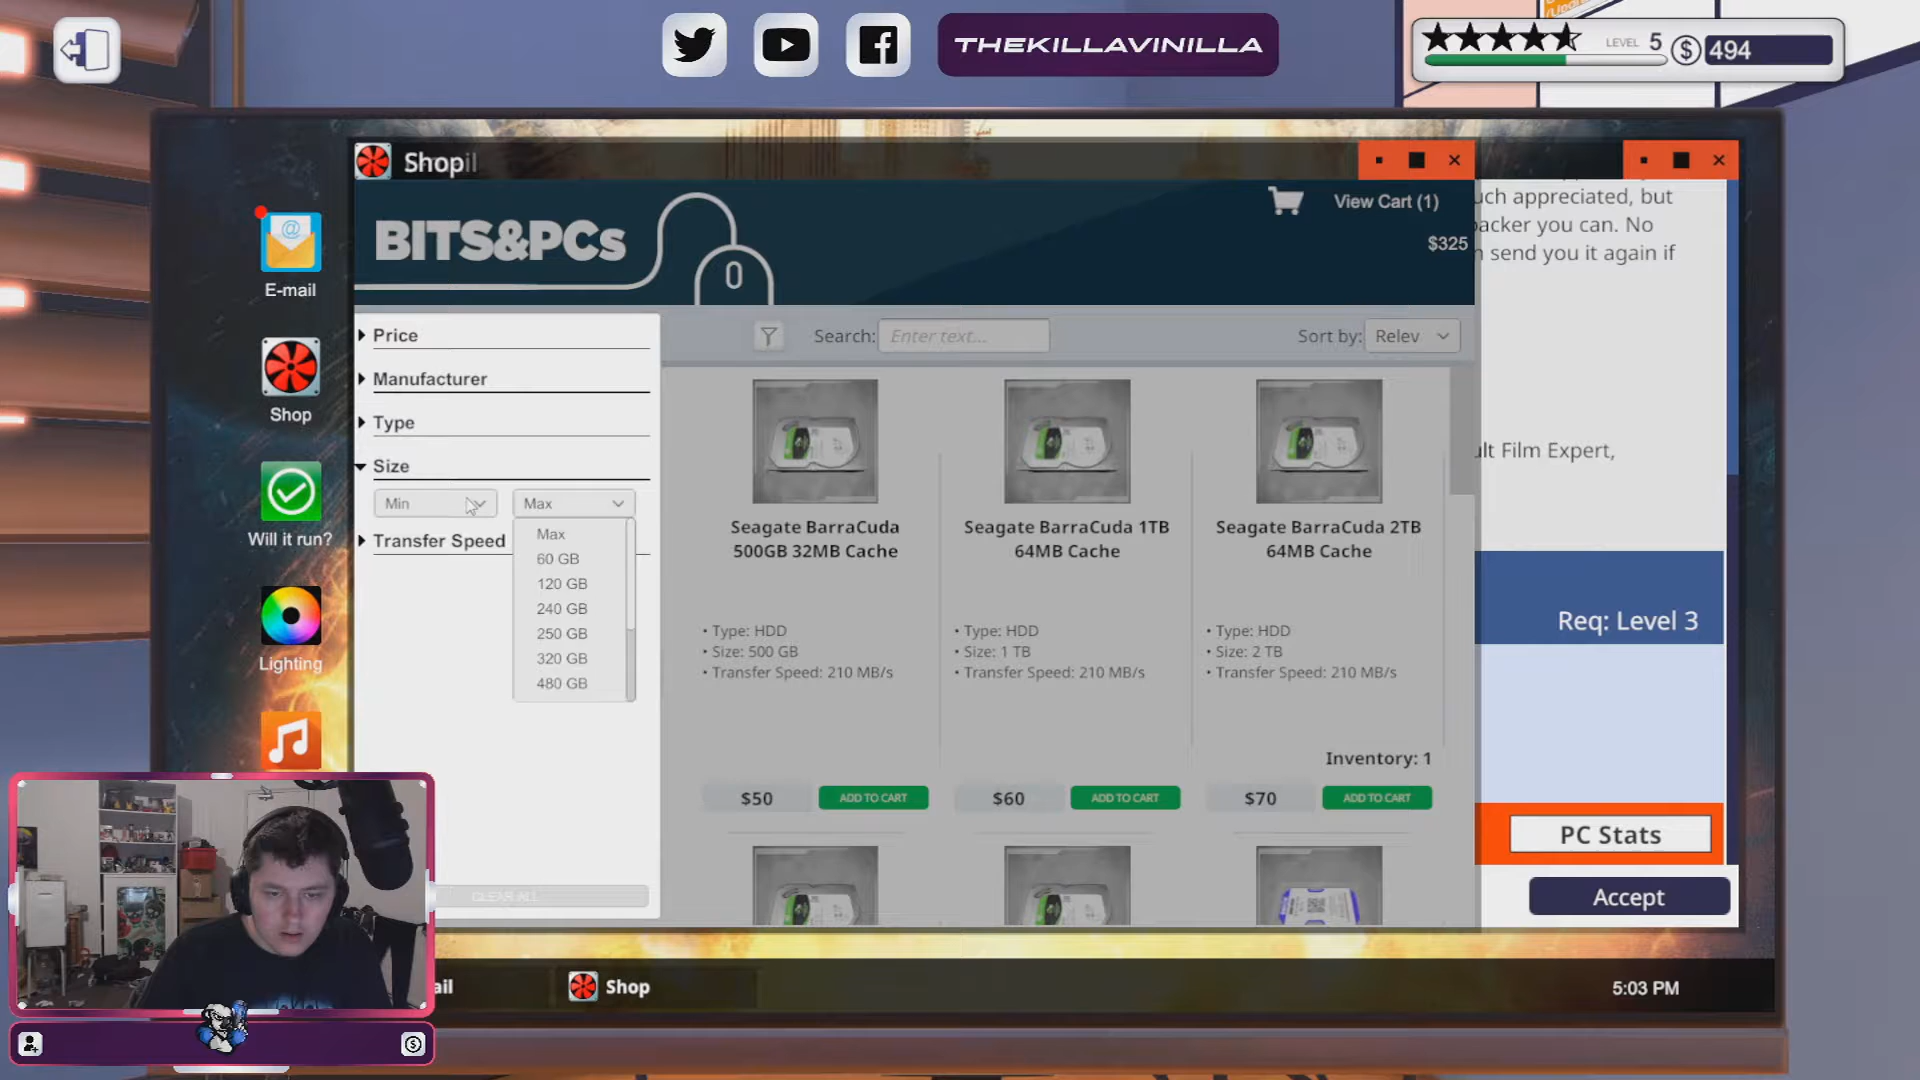 THEKILLAVINILLA
LEVEL 5
$ 494
Shop
BITS&PCs
View Cart (1)
$325
Price
Manufacturer
Type
Size
Min
Max
Max
60 GB
120 GB
240 GB
250 GB
320 GB
480 GB
Transfer Speed
CLEAR ALL
Search: Enter text...
Sort by: Relev
Seagate BarraCuda
500GB 32MB Cache
• Type: HDD
• Size: 500 GB
• Transfer Speed: 210 MB/s
$50
ADD TO CART
Seagate BarraCuda 1TB
64MB Cache
• Type: HDD
• Size: 1 TB
• Transfer Speed: 210 MB/s
$60
ADD TO CART
Seagate BarraCuda 2TB
64MB Cache
• Type: HDD
• Size: 2 TB
• Transfer Speed: 210 MB/s
Inventory: 1
$70
ADD TO CART
uch appreciated, but
acker you can. No
send you it again if
ult Film Expert,
Req: Level 3
PC Stats
Accept
E-mail
Shop
Will it run?
Lighting
ail
Shop
5:03 PM